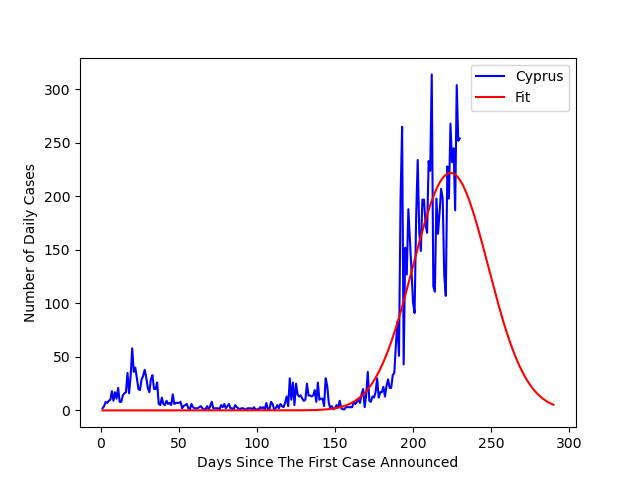 Cyprus
Fit
300
250
200
150
100
50
0
Number of Daily Cases
0 50 100 150 200 250 300
Days Since The First Case Announced